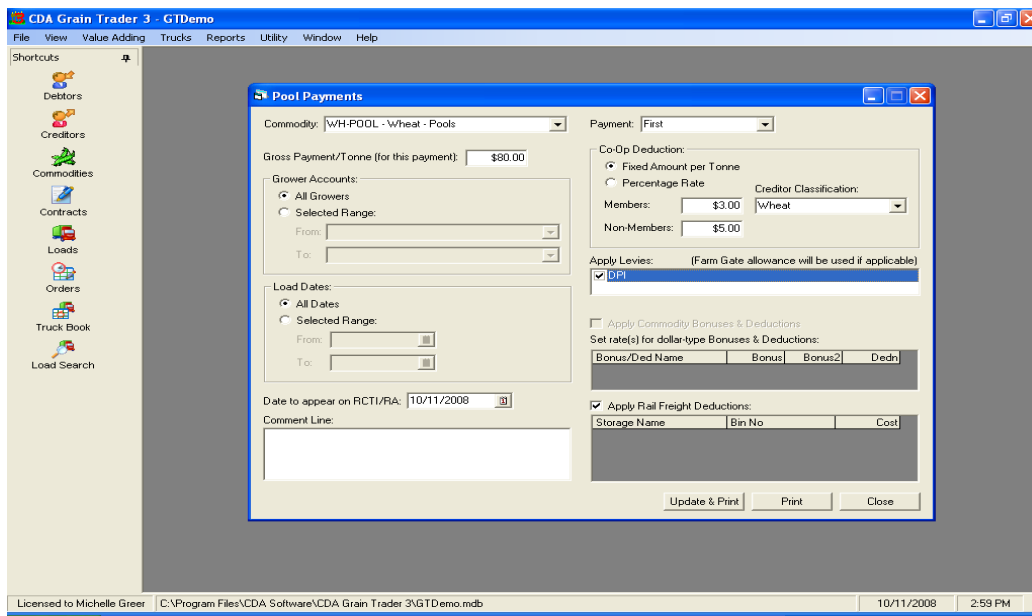 CDA Grain Trader 3 - GTDemo
File View Value Adding Trucks Reports Utility Window Help
Shortcuts
Debtors
Creditors
Commodities
Contracts
Loads
Orders
Truck Book
Load Search
Pool Payments
Commodity: WH-POOL - Wheat - Pools
Gross Payment/Tonne (for this payment): $80.00
Grower Accounts:
All Growers
Selected Range:
From:
To:
Load Dates:
All Dates
Selected Range:
From:
To:
Date to appear on RCTI/RA: 10/11/2008
Comment Line:
Payment: First
Co-Op Deduction:
Fixed Amount per Tonne
Percentage Rate
Creditor Classification:
Members: $3.00 Wheat
Non-Members: $5.00
Apply Levies: (Farm Gate allowance will be used if applicable)
DPI
Apply Commodity Bonuses & Deductions
Set rate(s) for dollar-type Bonuses & Deductions:
Bonus/Ded Name Bonus Bonus2 Dedn
Apply Rail Freight Deductions:
Storage Name Bin No Cost
Update & Print Print Close
Licensed to Michelle Greer C:\Program Files\CDA Software\CDA Grain Trader 3\GTDemo.mdb 10/11/2008 2:59 PM